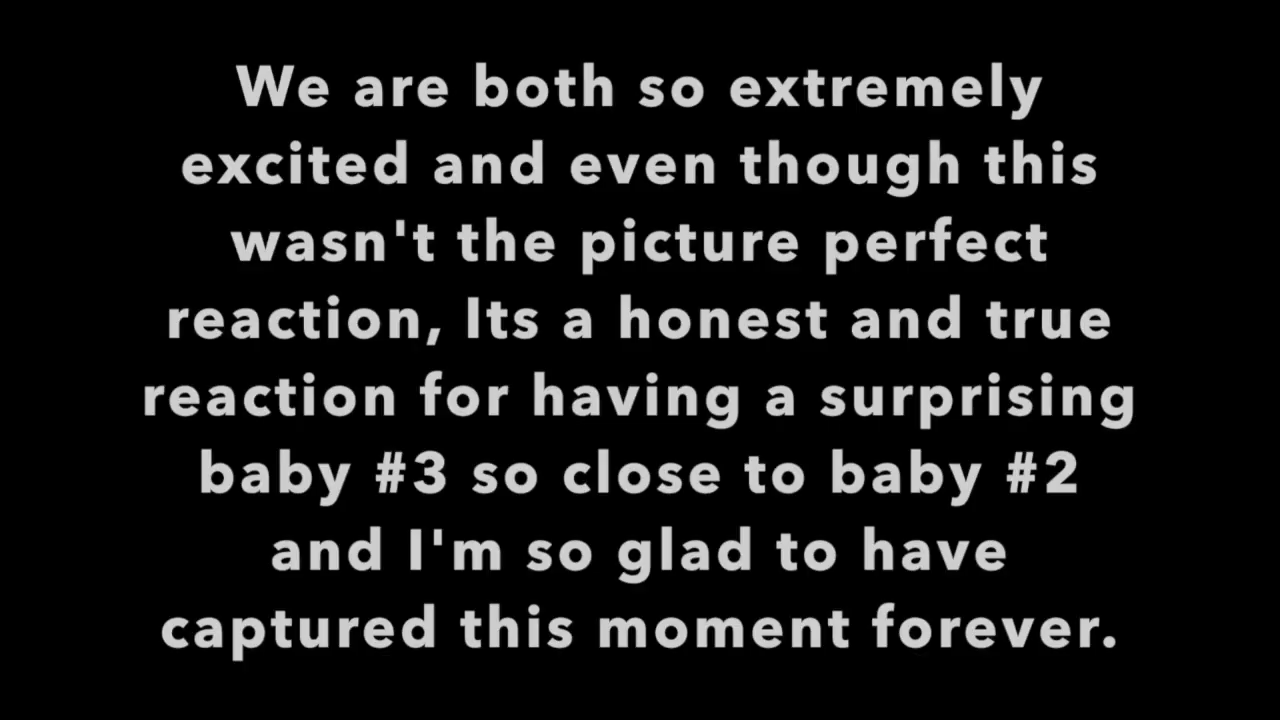 We are both so extremely
excited and even though this
wasn't the picture perfect
reaction, Its a honest and true
reaction for having a surprising
baby #3 so close to baby #2
and I'm so glad to have
captured this moment forever.